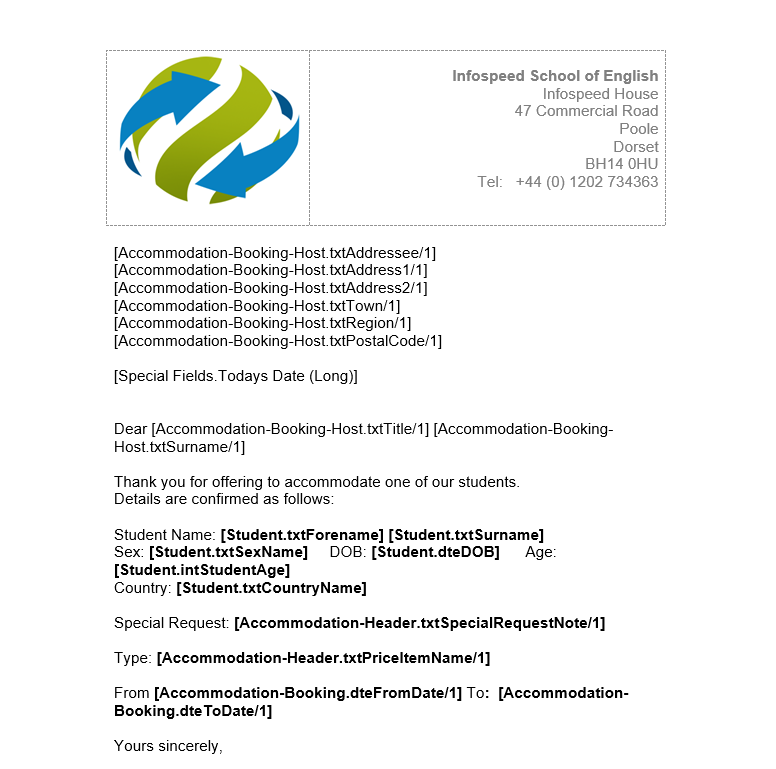 Infospeed School of English
Infospeed House
47 Commercial Road
Poole
Dorset
BH14 0HU
Tel: +44 (0) 1202 734363
[Accommodation-Booking-Host.txtAddressee/1]
[Accommodation-Booking-Host.txtAddress1/1]
[Accommodation-Booking-Host.txtAddress2/1]
[Accommodation-Booking-Host.txtTown/1]
[Accommodation-Booking-Host.txtRegion/1]
[Accommodation-Booking-Host.txtPostalCode/1]
[Special Fields.Todays Date (Long)]
Dear [Accommodation-Booking-Host.txtTitle/1] [Accommodation-Booking-
Host.txtSurname/1]
Thank you for offering to accommodate one of our students.
Details are confirmed as follows:
Student Name: [Student.txtForename] [Student.txtSurname]
Sex: [Student.txtSexName] DOB: [Student.dteDOB] Age:
[Student.intStudentAge]
Country: [Student.txtCountryName]
Special Request: [Accommodation-Header.txtSpecialRequestNote/1]
Type: [Accommodation-Header.txtPriceItemName/1]
From [Accommodation-Booking.dteFromDate/1] To: [Accommodation-
Booking.dteToDate/1]
Yours sincerely,